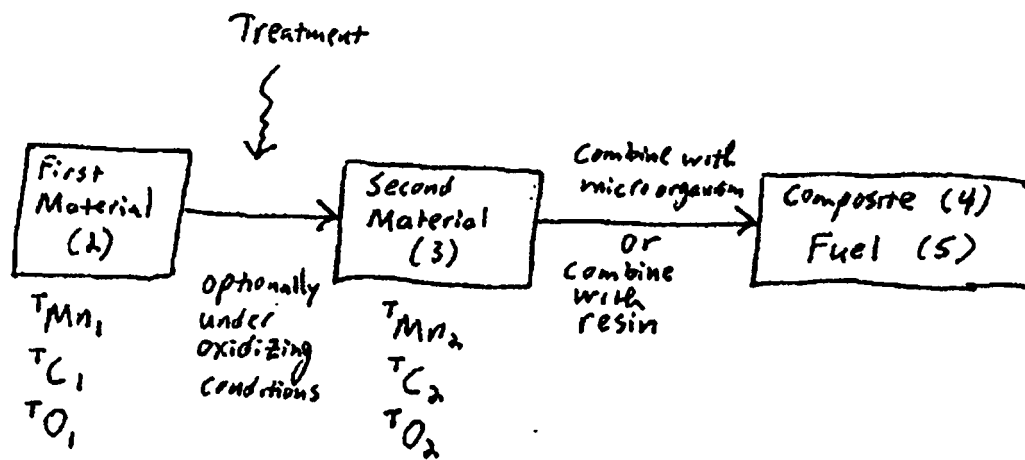 Treatment
First
Material
(2)
optionally
under
oxidizing
conditions
Second
Material
(3)
Combine with
microorganism
or
combine
with
resin
Composite (4)
Fuel (5)
TMn1
TC1
TO1
TMn2
TC2
TO2